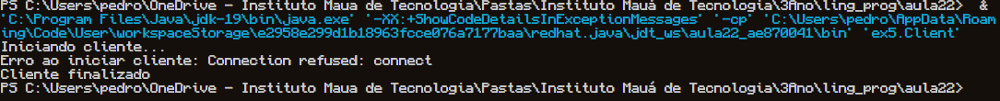 PS C:\Users\pedro\OneDrive - Instituto Maua de Tecnologia\Pastas\Instituto Mauá de Tecnologia\3Ano\ling_prog\aula22>  &
'C:\Program Files\Java\jdk-19\bin\java.exe' '-XX:+ShowCodeDetailsInExceptionMessages' '-cp' 'C:\Users\pedro\AppData\Roam
ing\Code\User\workspaceStorage\e2958e299d1b18963fcce076a7177baa\redhat.java\jdt_ws\aula22_ae870041\bin' 'ex5.Client'
Iniciando cliente...
Erro ao iniciar cliente: Connection refused: connect
Cliente finalizado
PS C:\Users\pedro\OneDrive - Instituto Maua de Tecnologia\Pastas\Instituto Mauá de Tecnologia\3Ano\ling_prog\aula22>